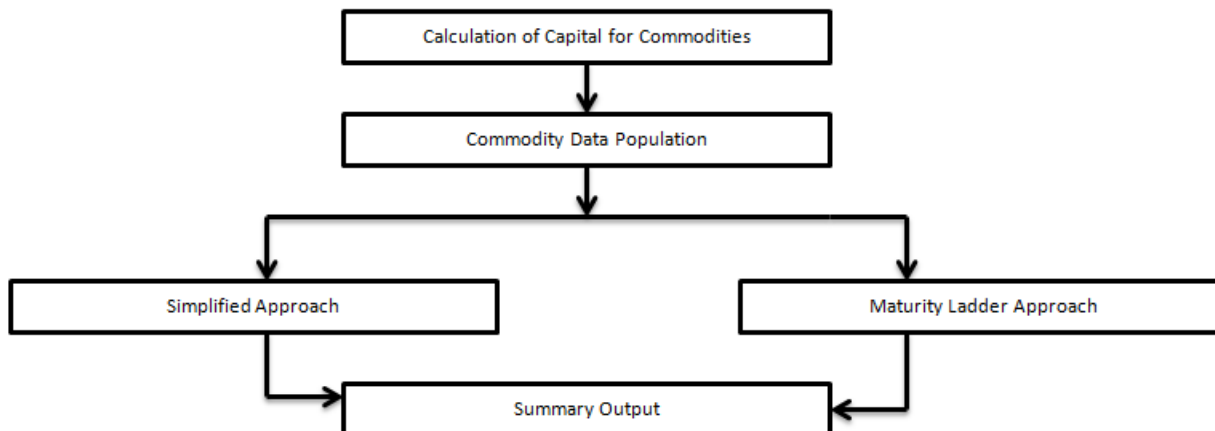 Calculation of Capital for Commodities
Commodity Data Population
Simplified Approach
Maturity Ladder Approach
Summary Output